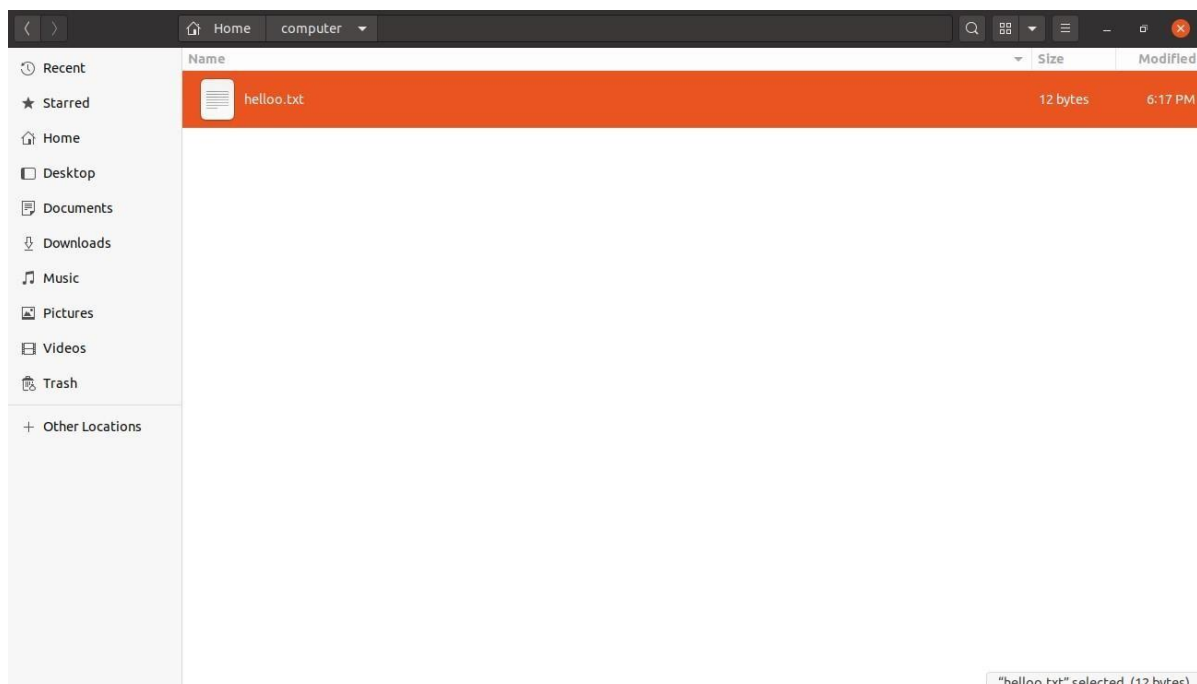 Home computer
Name Size Modified
Recent
helloo.txt 12 bytes 6:17 PM
Starred
Home
Desktop
Documents
Downloads
Music
Pictures
Videos
Trash
+ Other Locations
"helloo.txt" selected (12 bytes)